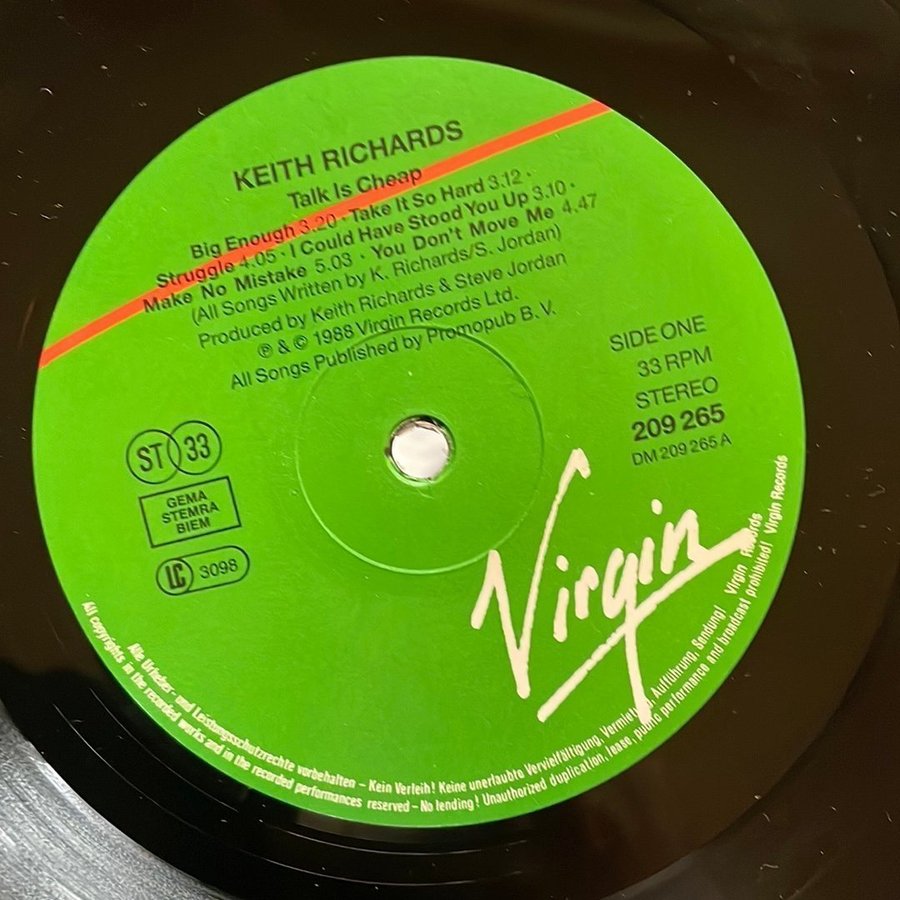 KEITH RICHARDS
Talk Is Cheap
Big Enough 3.20 · Take It So Hard 3.12 ·
Struggle 4.05 · I Could Have Stood You Up 3.10 ·
Make No Mistake 5.03 · You Don't Move Me 4.47
(All Songs Written by K. Richards/S. Jordan)
Produced by Keith Richards & Steve Jordan
℗ & © 1988 Virgin Records Ltd.
All Songs Published by Promopub B.V.
SIDE ONE
33 RPM
STEREO
209 265
DM 209 265 A
ST 33
GEMA
STEMRA
BIEM
LC 3098
Virgin
Alle Urheber- und Leistungsschutzrechte vorbehalten – Kein Verleih! Keine unerlaubte Vervielfältigung, Vermietung, Aufführung, Sendung! Virgin Records
All copyrights in the recorded works and in the recorded performances reserved – No lending! Unauthorized duplication, lease, public performance and broadcast prohibited! Virgin Records